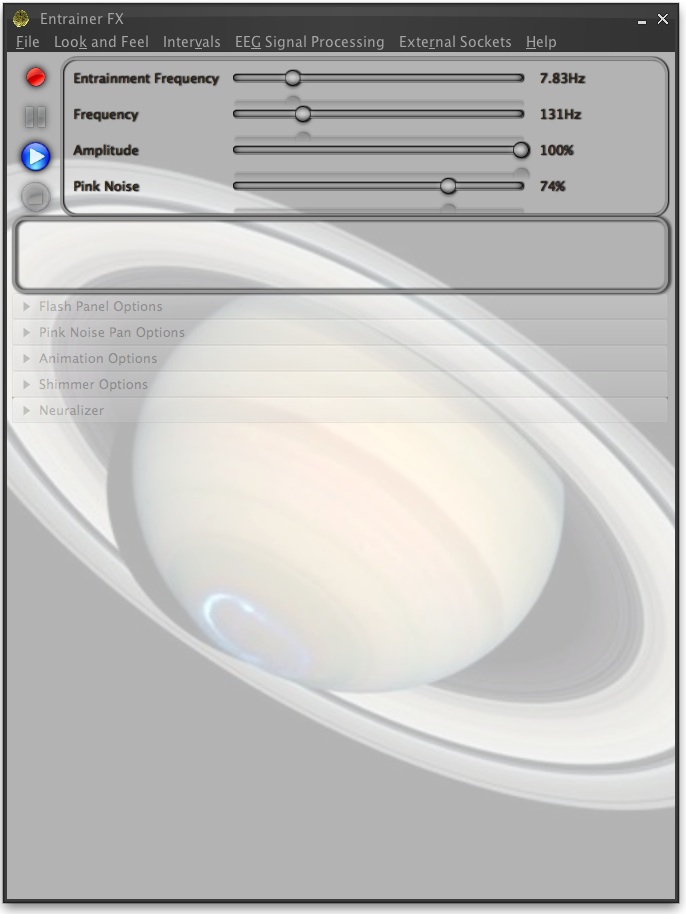 Entrainer FX
File Look and Feel Intervals EEG Signal Processing External Sockets Help
Entrainment Frequency 7.83Hz
Frequency 131Hz
Amplitude 100%
Pink Noise 74%
Flash Panel Options
Pink Noise Pan Options
Animation Options
Shimmer Options
Neuralizer